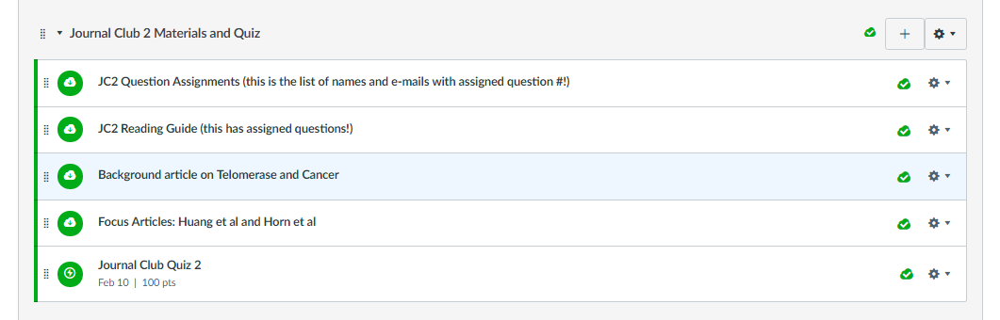 Journal Club 2 Materials and Quiz
JC2 Question Assignments (this is the list of names and e-mails with assigned question #!)
JC2 Reading Guide (this has assigned questions!)
Background article on Telomerase and Cancer
Focus Articles: Huang et al and Horn et al
Journal Club Quiz 2
Feb 10 | 100 pts